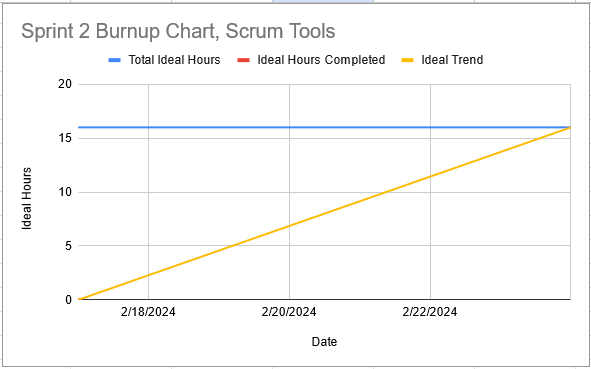 Sprint 2 Burnup Chart, Scrum Tools
Total Ideal Hours Ideal Hours Completed Ideal Trend
20
15
10
5
0
Ideal Hours
2/18/2024 2/20/2024 2/22/2024
Date